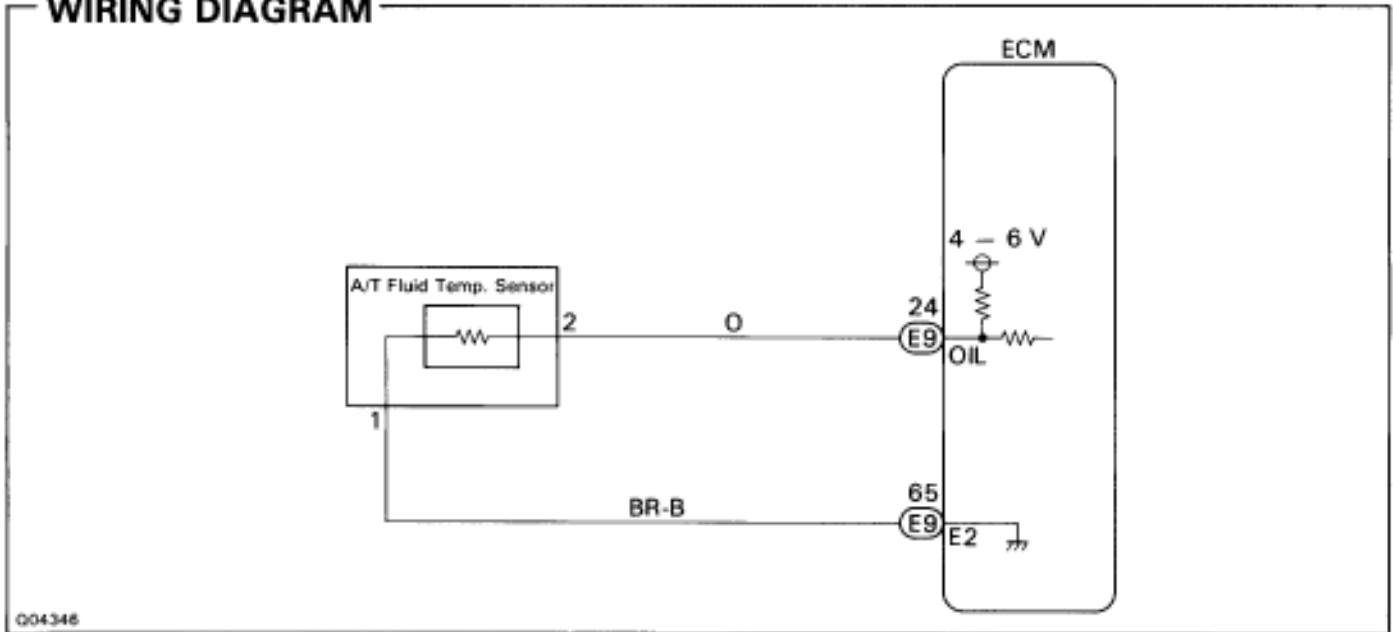 WIRING DIAGRAM
ECM
4 – 6 V
A/T Fluid Temp. Sensor
24
2
O
E9
OIL
1
65
BR-B
E9
E2
Q04346